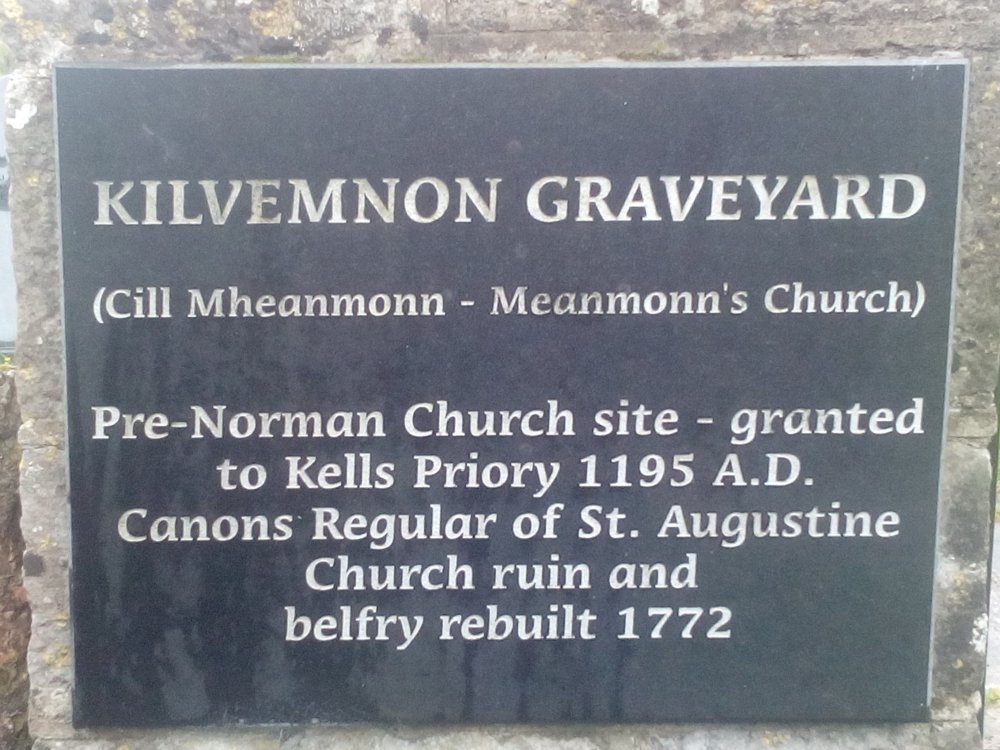 KILVEMNON GRAVEYARD
(Cill Mheanmonn - Meanmonn's Church)
Pre-Norman Church site - granted
to Kells Priory 1195 A.D.
Canons Regular of St. Augustine
Church ruin and
belfry rebuilt 1772